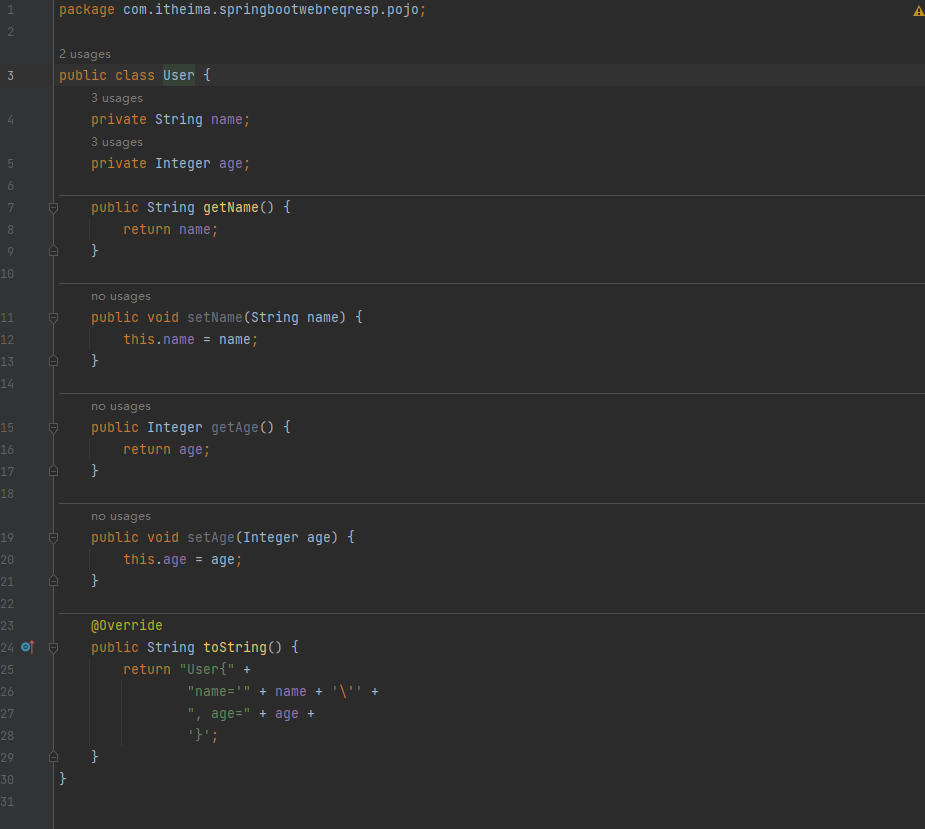 1 package com.itheima.springbootwebreqresp.pojo;
2
2 usages
3 public class User {
3 usages
4 private String name;
3 usages
5 private Integer age;
6
7 public String getName() {
8 return name;
9 }
10
no usages
11 public void setName(String name) {
12 this.name = name;
13 }
14
no usages
15 public Integer getAge() {
16 return age;
17 }
18
no usages
19 public void setAge(Integer age) {
20 this.age = age;
21 }
22
23 @Override
24 public String toString() {
25 return "User{" +
26 "name='" + name + '\'' +
27 ", age=" + age +
28 '}';
29 }
30 }
31